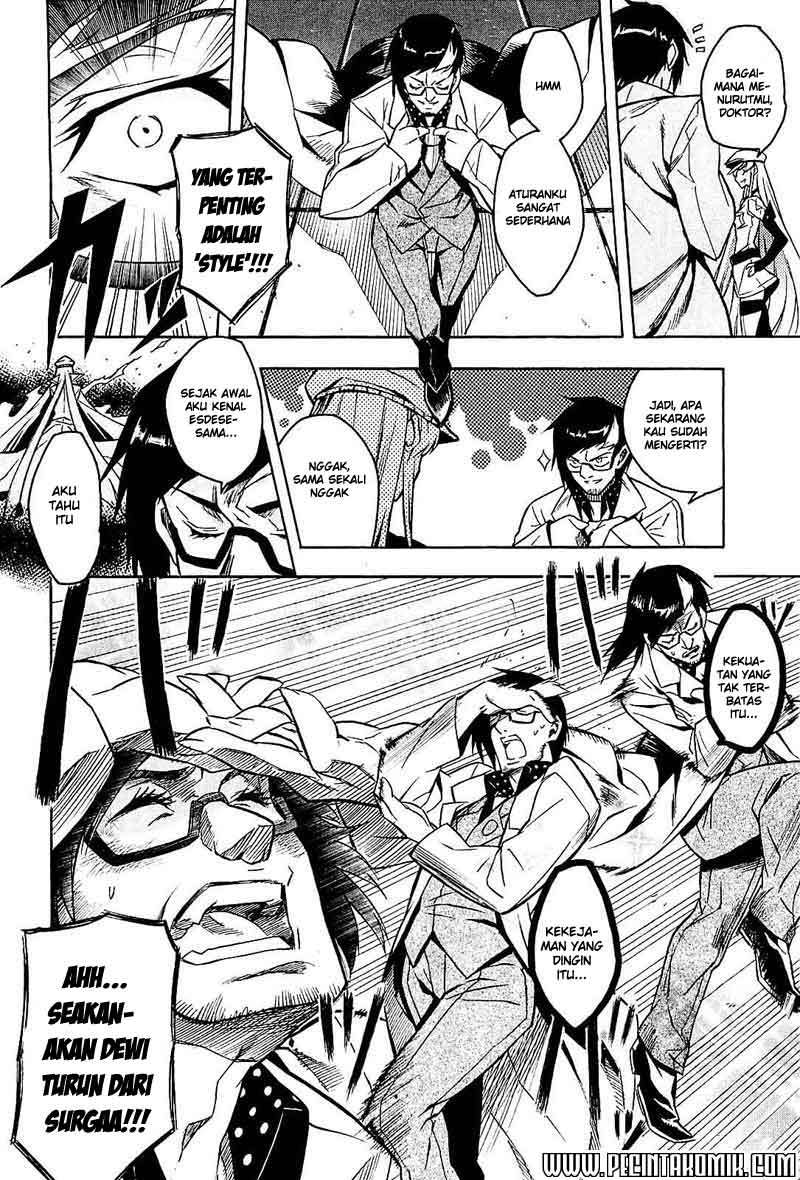 BAGAI-
MANA ME-
NURUTMU,
DOKTOR?
HMM
ATURANKU
SANGAT
SEDERHANA
YANG TER-
PENTING
ADALAH
'STYLE'!!!
ガッ
JADI, APA
SEKARANG
KAU SUDAH
MENGERTI?
NGGAK,
SAMA SEKALI
NGGAK
SEJAK AWAL
AKU KENAL
ESDESE-
SAMA...
AKU
TAHU
ITU
KEKUA-
TAN YANG
TAK TER-
BATAS
ITU...
KEKEJA-
MAN YANG
DINGIN
ITU...
AHH...
SEAKAN-
AKAN DEWI
TURUN DARI
SURGAA!!!
WWW.PECINTAKOMIK.COM